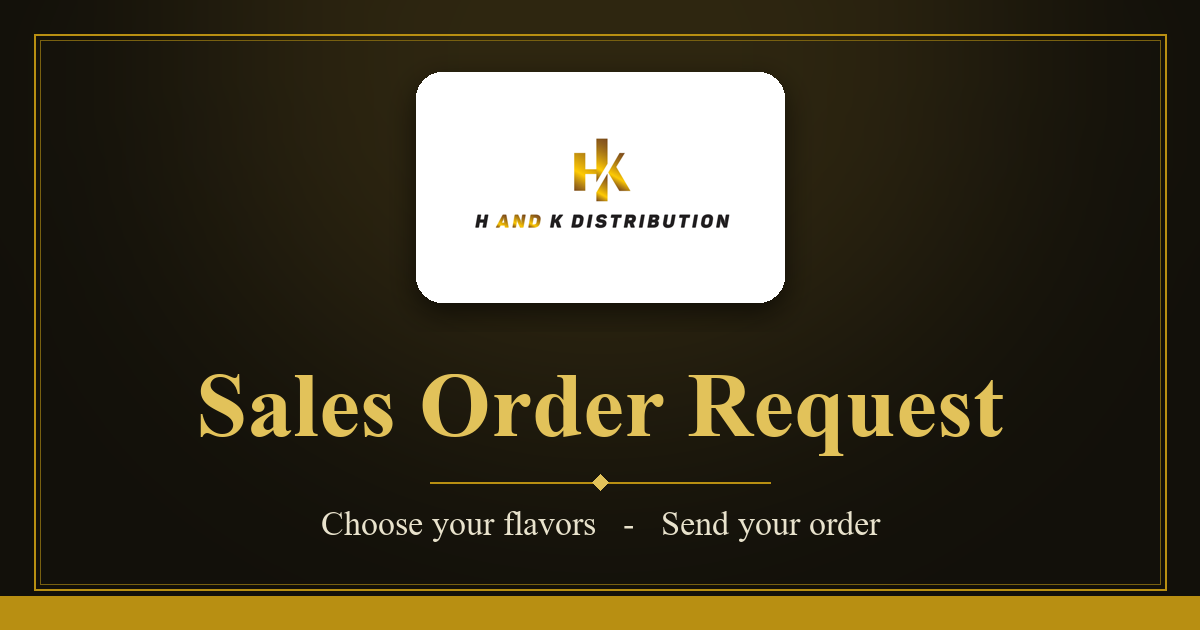 HK
H AND K DISTRIBUTION
Sales Order Request
Choose your flavors - Send your order